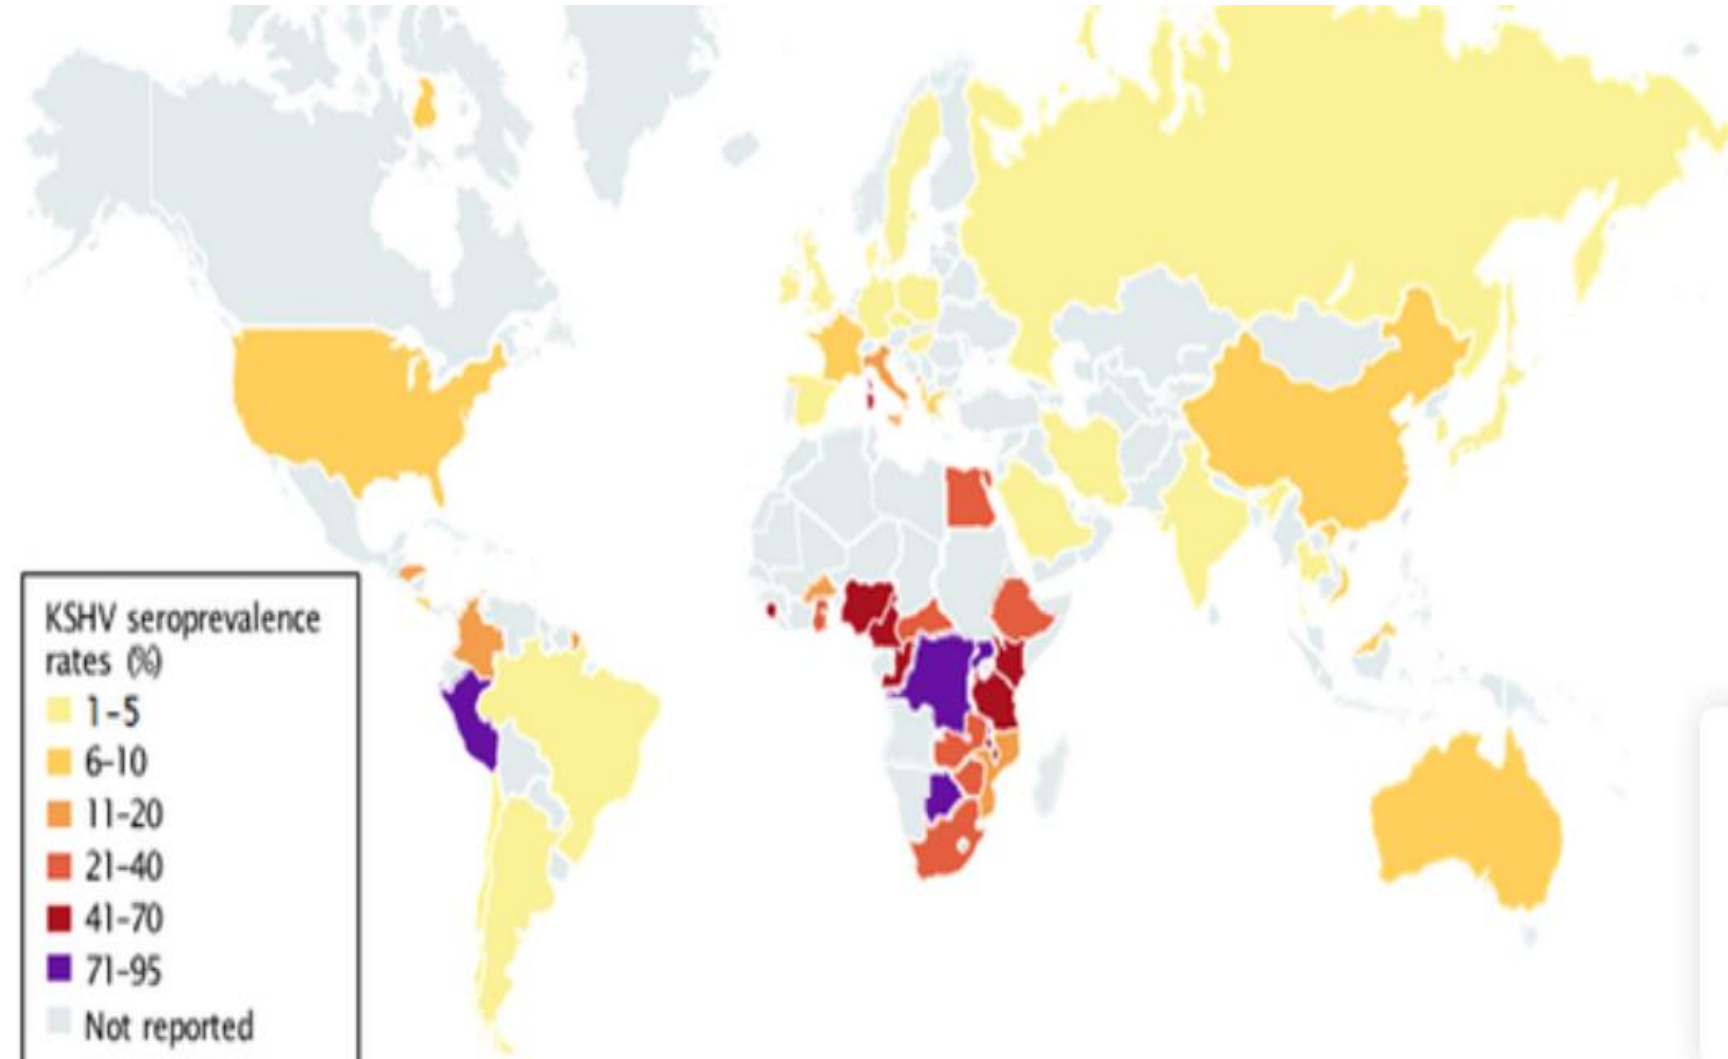 KSHV seroprevalence
rates (%)
1-5
6-10
11-20
21-40
41-70
71-95
Not reported